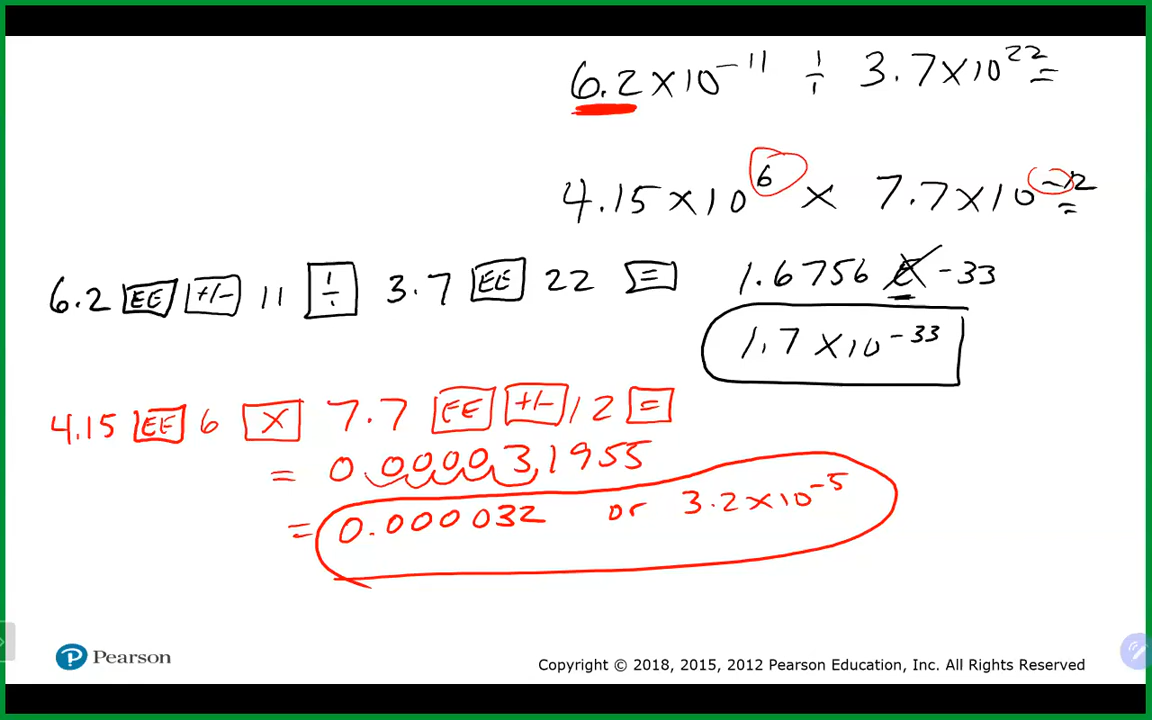 6.2 × 10⁻¹¹ ÷ 3.7 × 10²² =
4.15 × 10⁶ × 7.7 × 10⁻¹² =
6.2 EE +/- 11 ÷ 3.7 EE 22 =
1.6756 E -33
1.7 × 10⁻³³
4.15 EE 6 × 7.7 EE +/- 12 =
= 0.000031955
= 0.000032 or 3.2 × 10⁻⁵
Pearson
Copyright © 2018, 2015, 2012 Pearson Education, Inc. All Rights Reserved